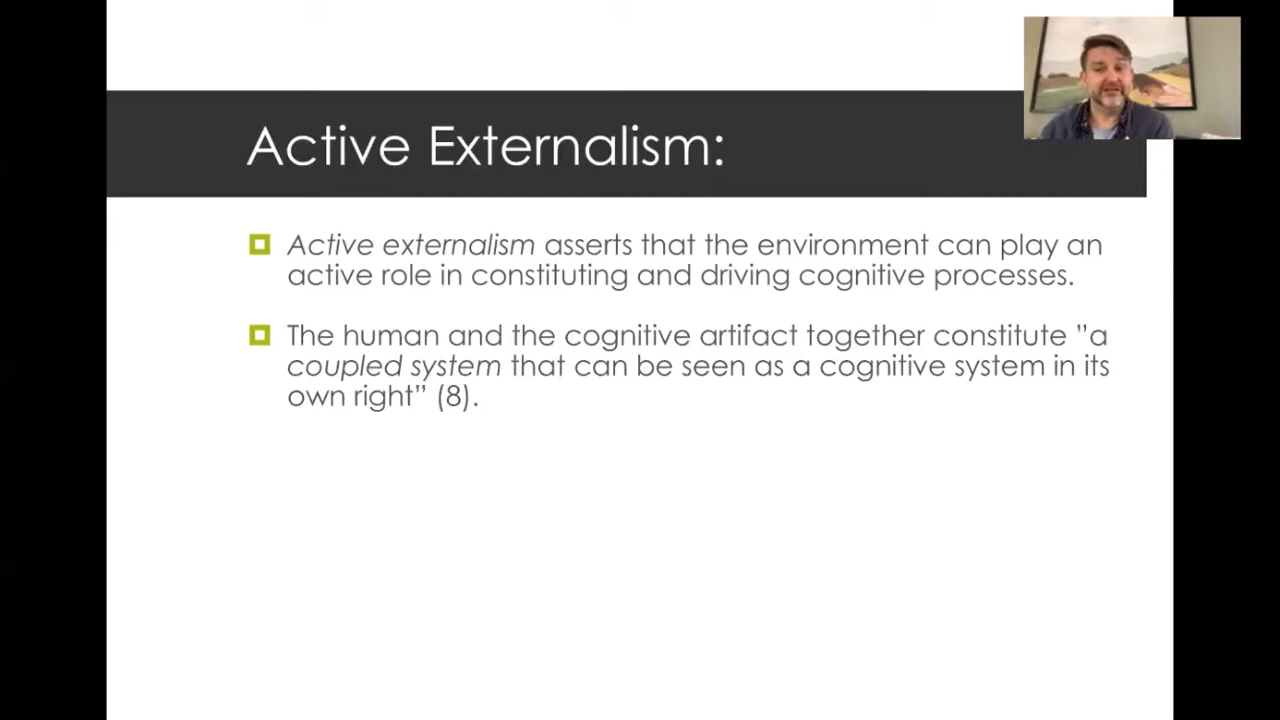 Active Externalism:
Active externalism asserts that the environment can play an
active role in constituting and driving cognitive processes.
The human and the cognitive artifact together constitute ”a
coupled system that can be seen as a cognitive system in its
own right” (8).